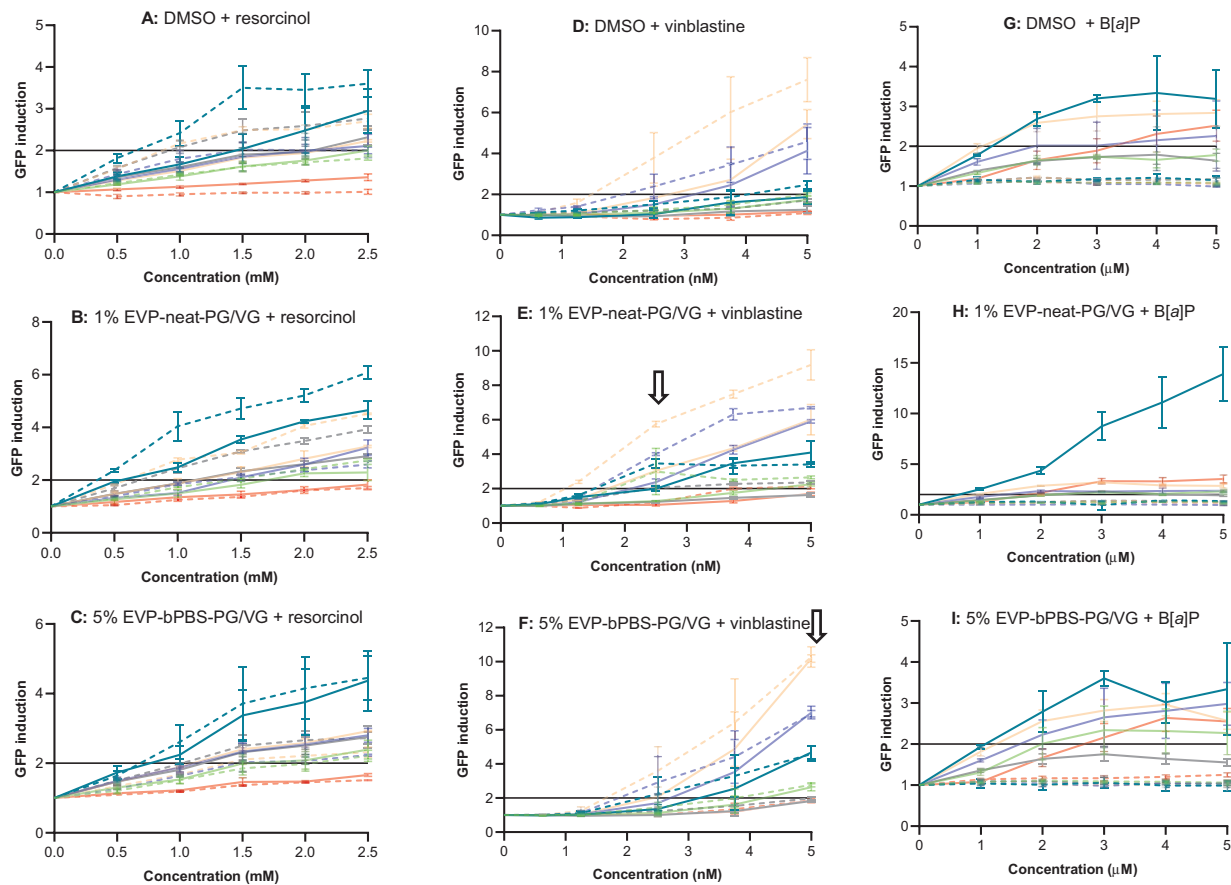 A: DMSO + resorcinol
5
4
3
2
1
0
GFP induction
0.0 0.5 1.0 1.5 2.0 2.5
Concentration (mM)
D: DMSO + vinblastine
10
8
6
4
2
0
GFP induction
0 1 2 3 4 5
Concentration (nM)
G: DMSO + B[a]P
5
4
3
2
1
0
GFP induction
0 1 2 3 4 5
Concentration (μM)
B: 1% EVP-neat-PG/VG + resorcinol
8
6
4
2
0
GFP induction
0.0 0.5 1.0 1.5 2.0 2.5
Concentration (mM)
E: 1% EVP-neat-PG/VG + vinblastine
12
10
8
6
4
2
0
GFP induction
0 1 2 3 4 5
Concentration (nM)
H: 1% EVP-neat-PG/VG + B[a]P
20
15
10
5
2
0
GFP induction
0 1 2 3 4 5
Concentration (μM)
C: 5% EVP-bPBS-PG/VG + resorcinol
6
4
2
0
GFP induction
0.0 0.5 1.0 1.5 2.0 2.5
Concentration (mM)
F: 5% EVP-bPBS-PG/VG + vinblastine
12
10
8
6
4
2
0
GFP induction
0 1 2 3 4 5
Concentration (nM)
I: 5% EVP-bPBS-PG/VG + B[a]P
5
4
3
2
1
0
GFP induction
0 1 2 3 4 5
Concentration (μM)